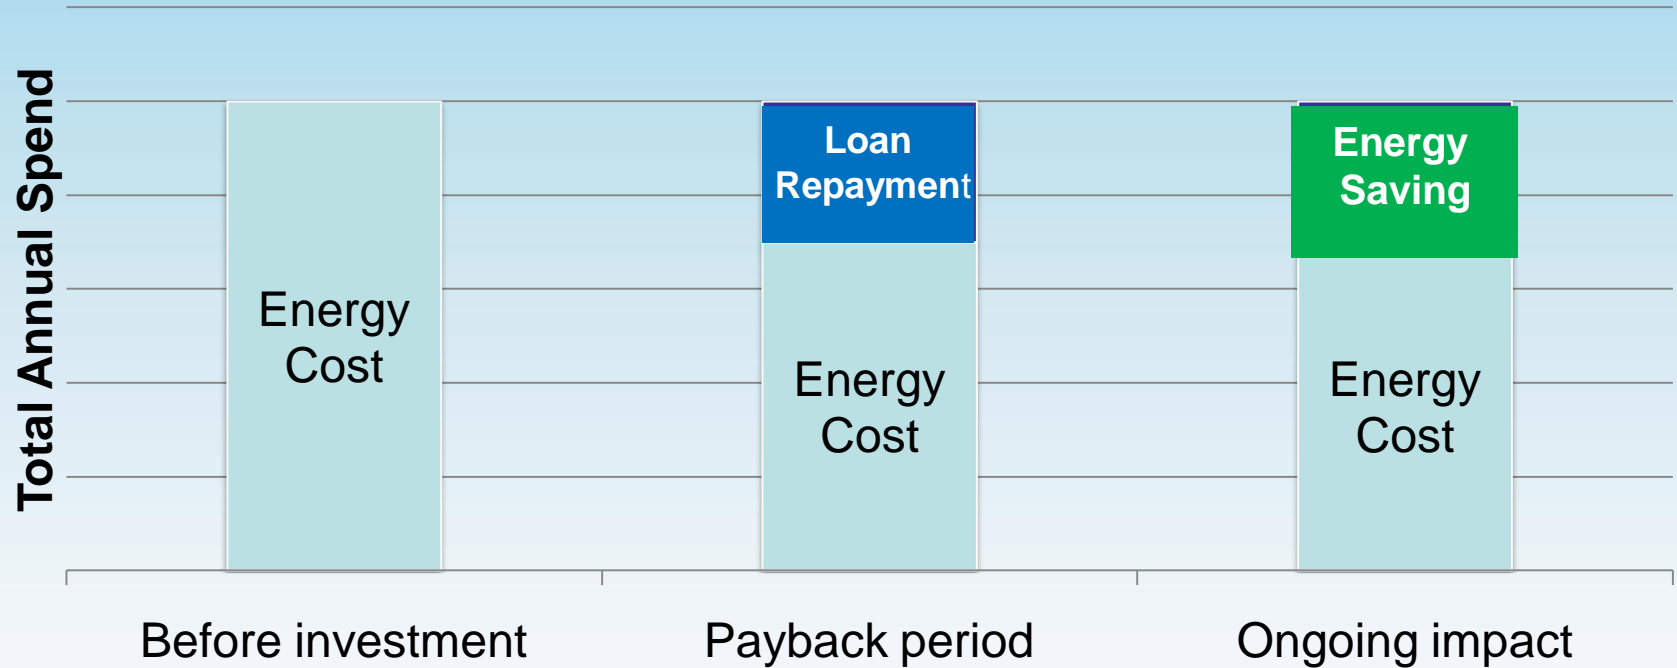 Total Annual Spend
Energy
Cost
Loan
Repayment
Energy
Cost
Energy
Saving
Energy
Cost
Before investment
Payback period
Ongoing impact